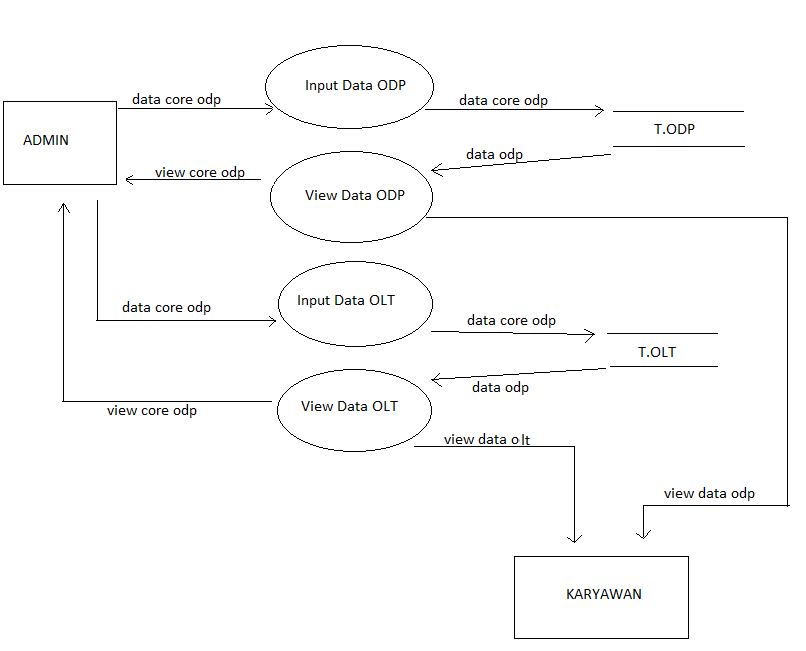 Input Data ODP
data core odp
data core odp
T.ODP
ADMIN
data odp
view core odp
View Data ODP
Input Data OLT
data core odp
data core odp
T.OLT
data odp
View Data OLT
view core odp
view data olt
view data odp
KARYAWAN